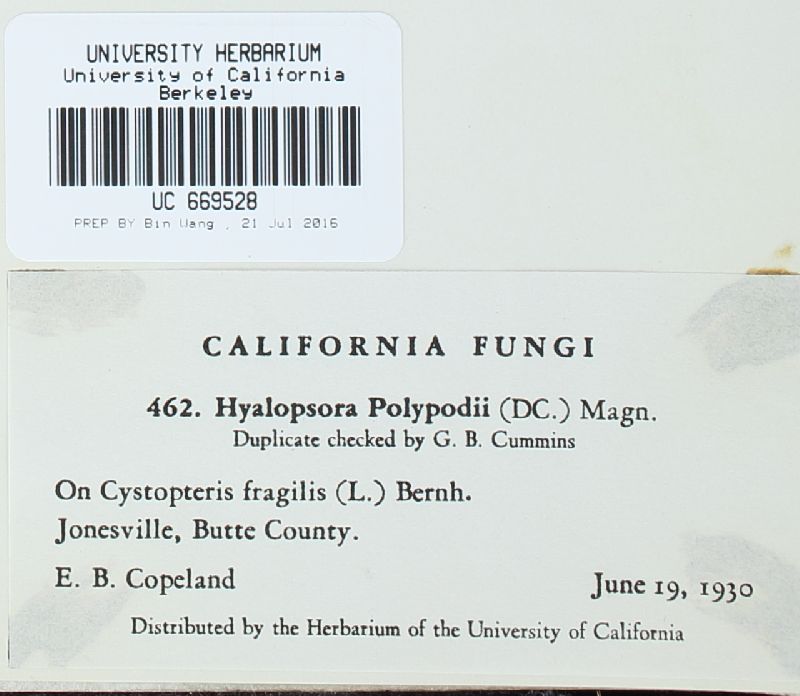 UNIVERSITY HERBARIUM
University of California
Berkeley
UC 669528
PREP BY Bin Wang , 21 Jul 2016
CALIFORNIA FUNGI
462. Hyalopsora Polypodii (DC.) Magn.
Duplicate checked by G. B. Cummins
On Cystopteris fragilis (L.) Bernh.
Jonesville, Butte County.
E. B. Copeland June 19, 1930
Distributed by the Herbarium of the University of California